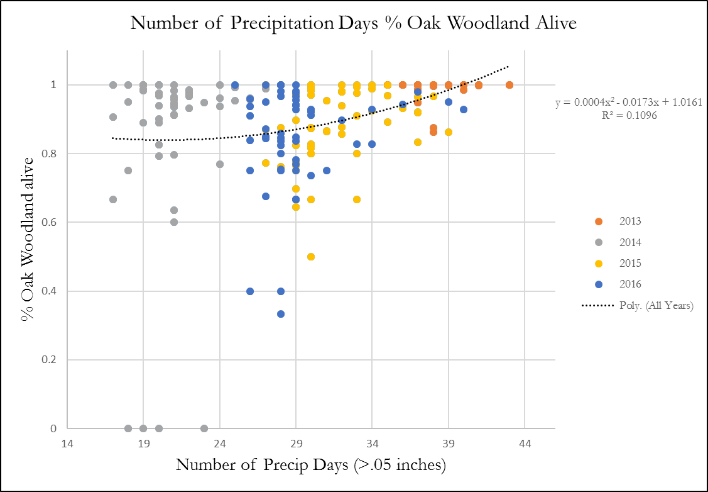 Number of Precipitation Days % Oak Woodland Alive
% Oak Woodland alive
1
0.8
0.6
0.4
0.2
0
14 19 24 29 34 39 44
Number of Precip Days (>.05 inches)
y = 0.0004x² - 0.0173x + 1.0161
R² = 0.1096
2013
2014
2015
2016
Poly. (All Years)